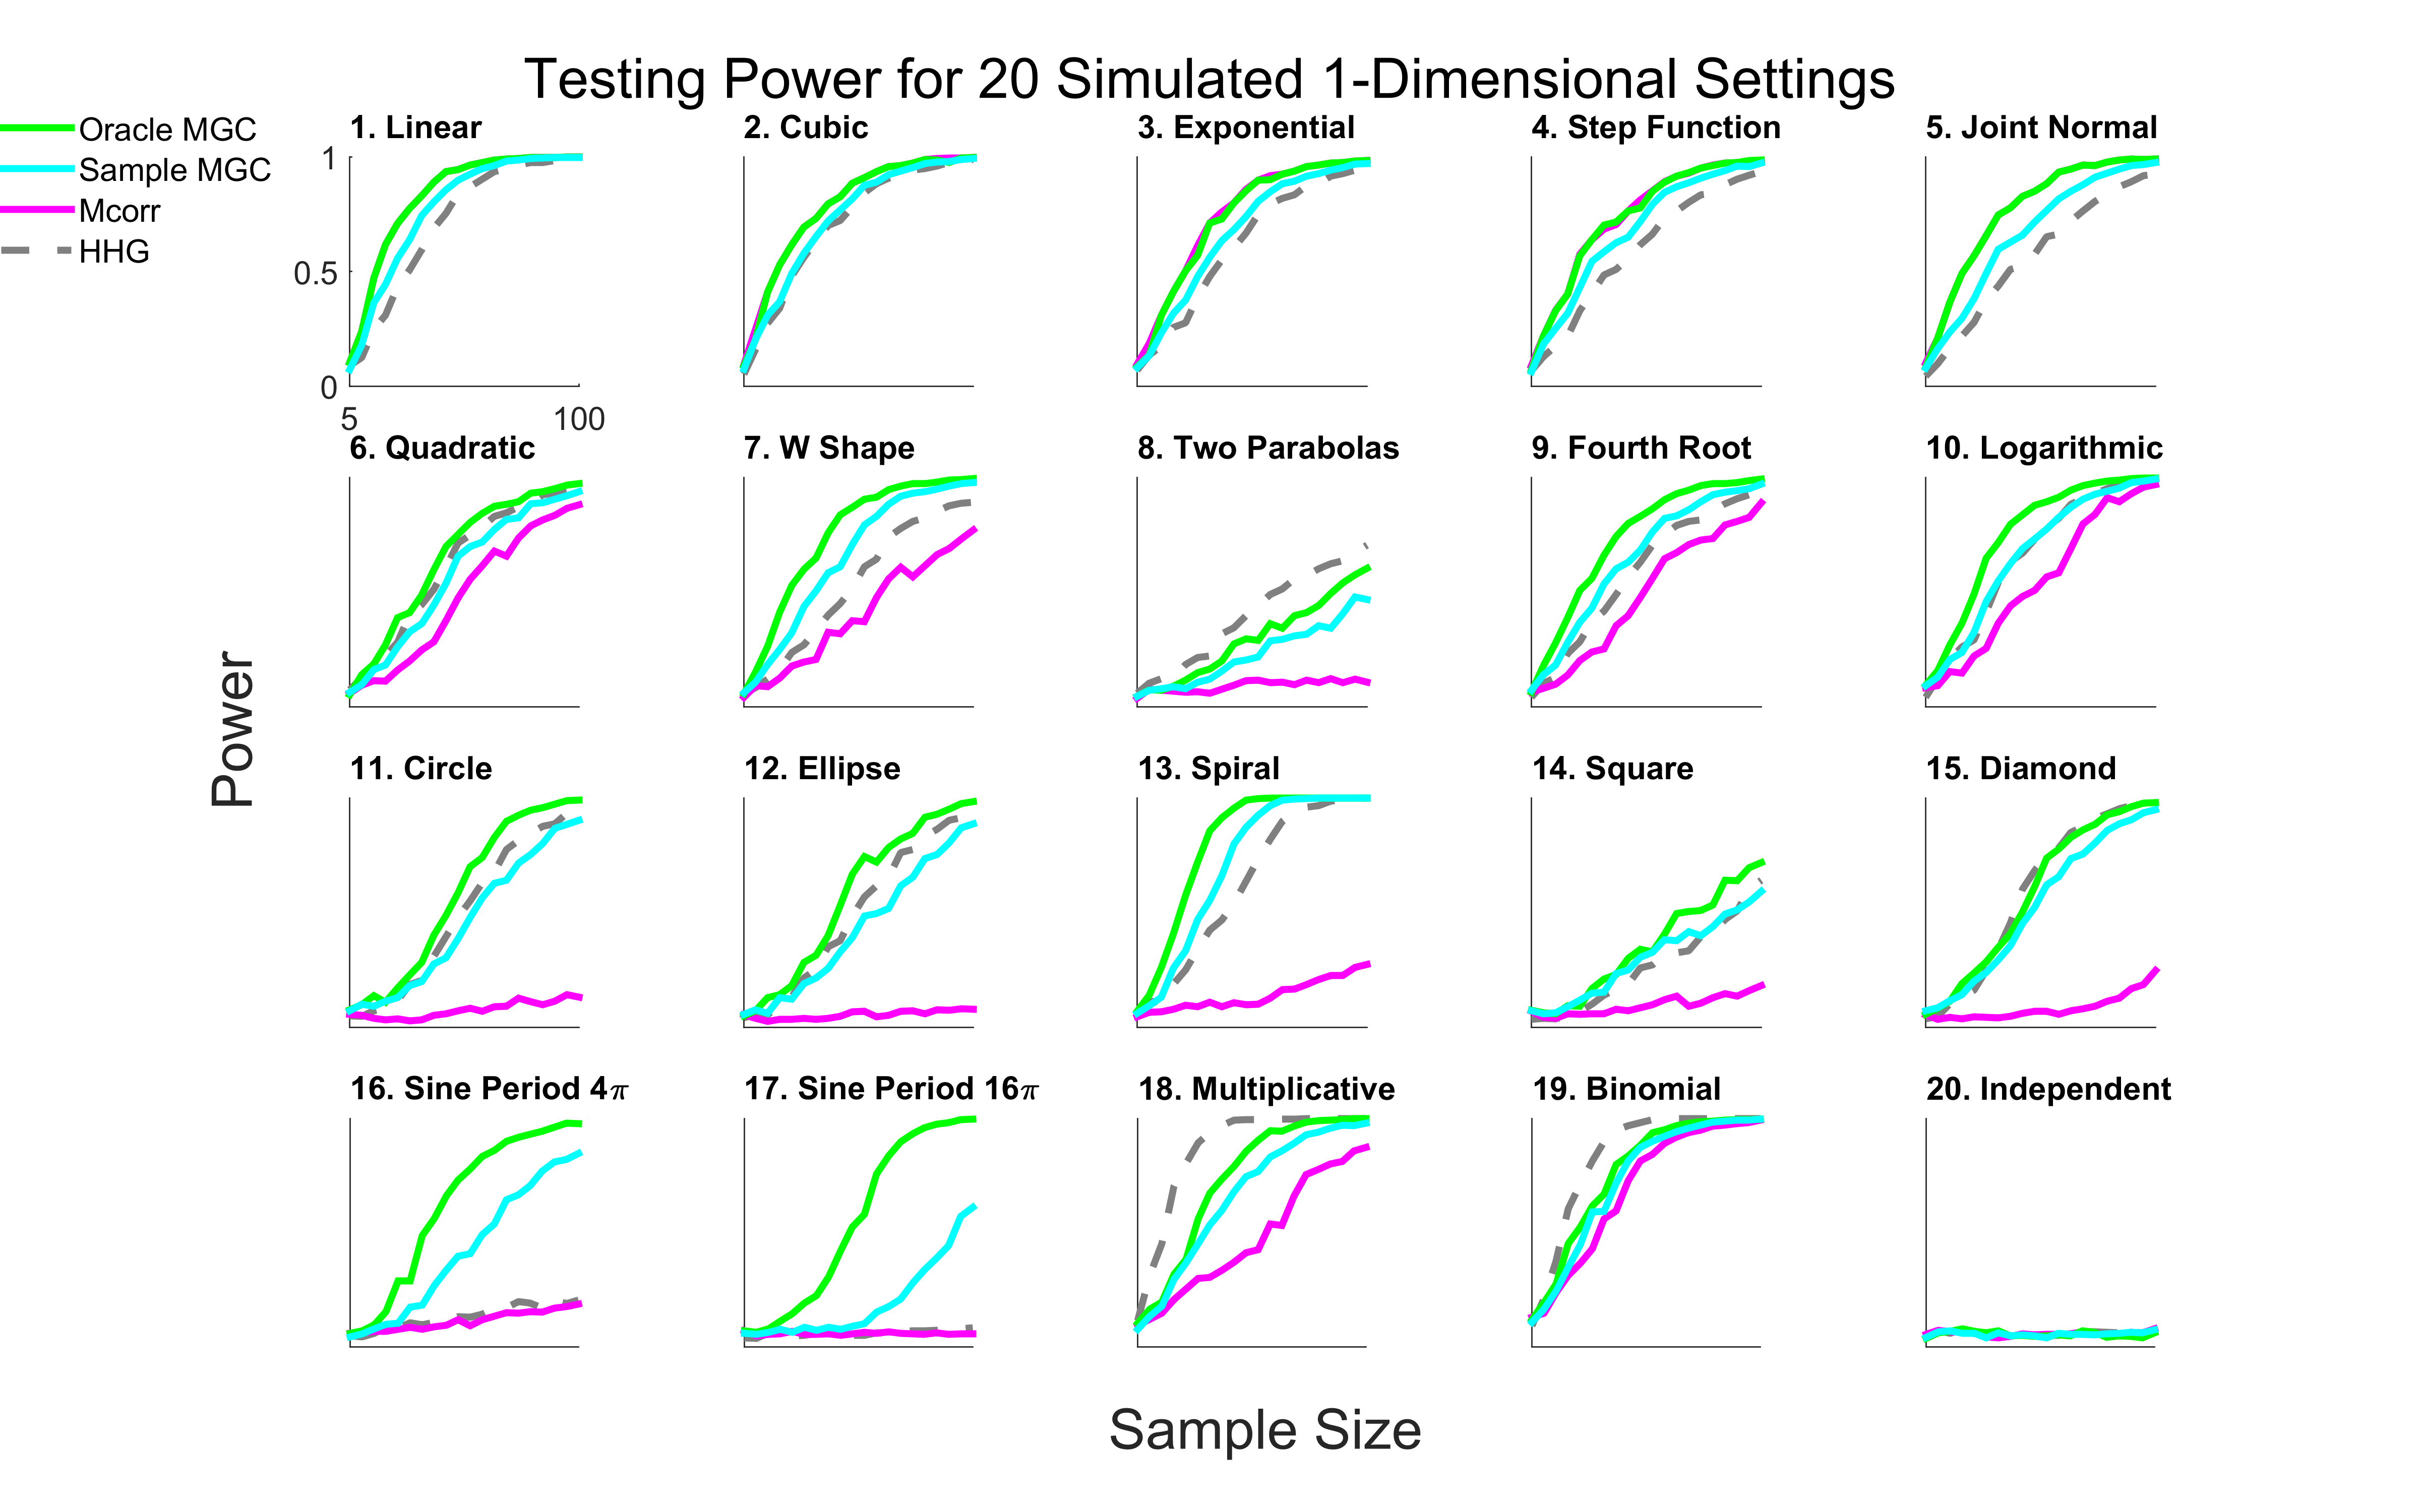 Testing Power for 20 Simulated 1-Dimensional Settings
Oracle MGC
Sample MGC
Mcorr
HHG
1. Linear
2. Cubic
3. Exponential
4. Step Function
5. Joint Normal
1
0.5
0
5
100
6. Quadratic
7. W Shape
8. Two Parabolas
9. Fourth Root
10. Logarithmic
Power
11. Circle
12. Ellipse
13. Spiral
14. Square
15. Diamond
16. Sine Period 4π
17. Sine Period 16π
18. Multiplicative
19. Binomial
20. Independent
Sample Size